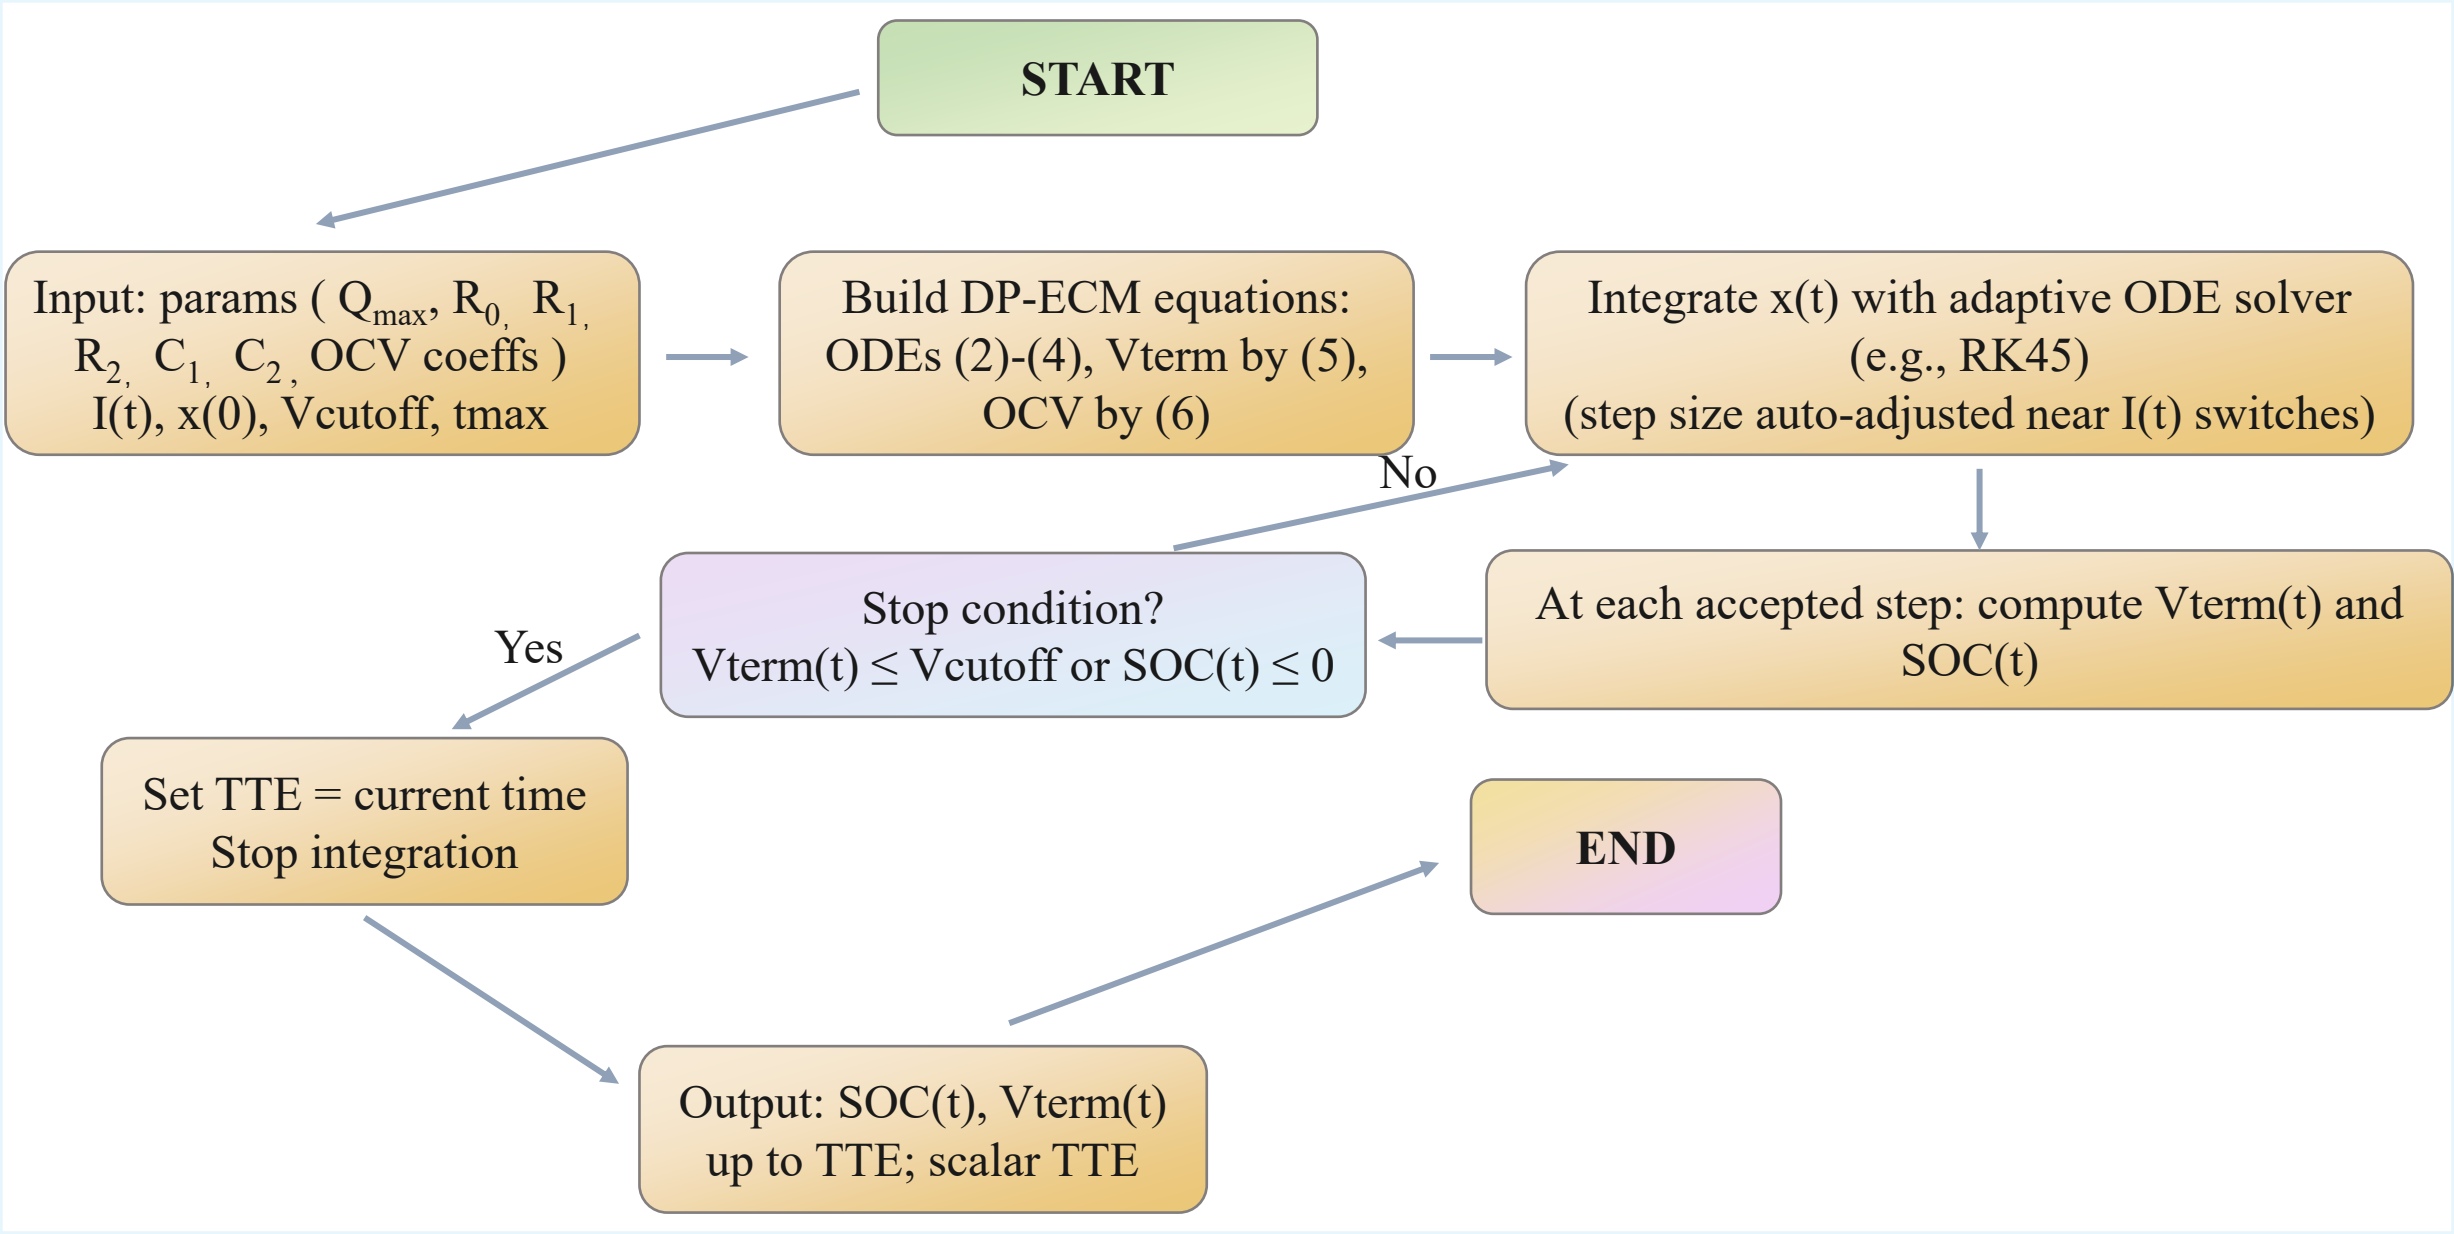 START
Input: params ( Qmax, R0, R1,
R2, C1, C2 , OCV coeffs )
I(t), x(0), Vcutoff, tmax
Build DP-ECM equations:
ODEs (2)-(4), Vterm by (5),
OCV by (6)
Integrate x(t) with adaptive ODE solver
(e.g., RK45)
(step size auto-adjusted near I(t) switches)
No
Stop condition?
Vterm(t) ≤ Vcutoff or SOC(t) ≤ 0
At each accepted step: compute Vterm(t) and
SOC(t)
Yes
Set TTE = current time
Stop integration
END
Output: SOC(t), Vterm(t)
up to TTE; scalar TTE